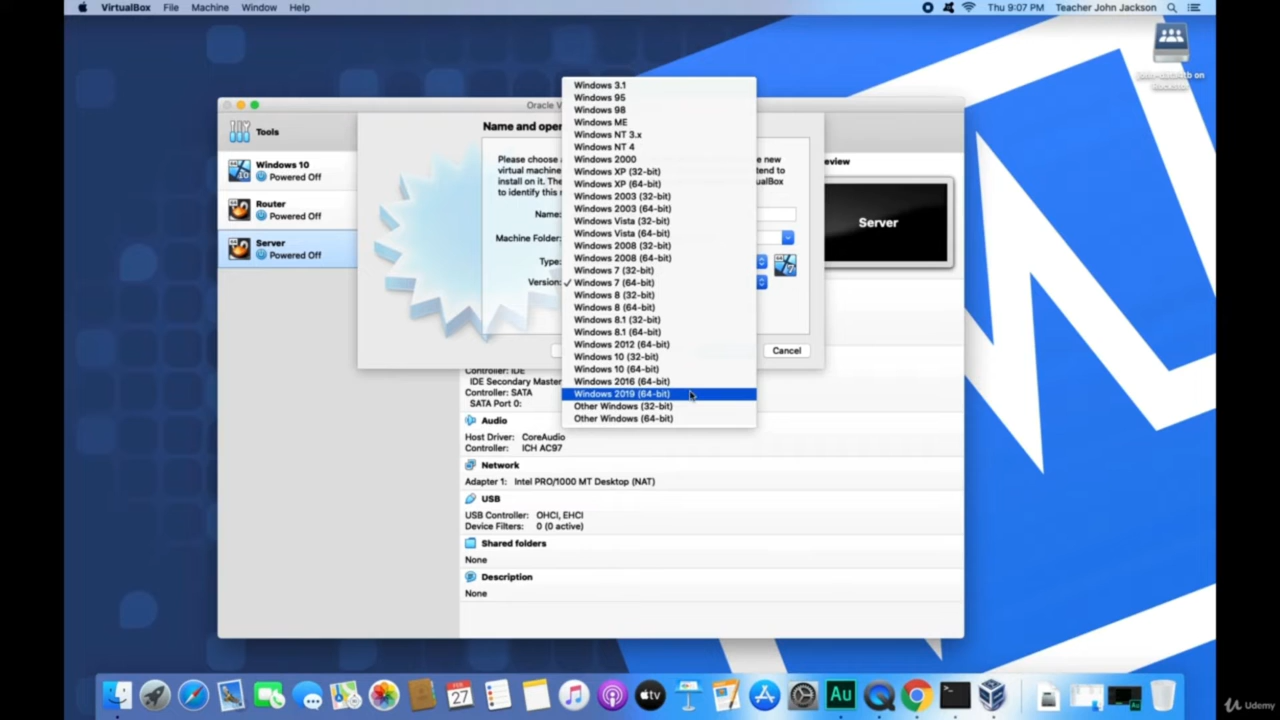 VirtualBox File Machine Window Help
Thu 9:07 PM Teacher John Jackson
Oracle V
Tools
Windows 10
Powered Off
Router
Powered Off
Server
Powered Off
Name and oper
Please choose a
new
virtual machine
tend to
install on it. The
ualBox
to identify this
Name:
Machine Folder:
Type:
Version:
Cancel
Windows 3.1
Windows 95
Windows 98
Windows ME
Windows NT 3.x
Windows NT 4
Windows 2000
Windows XP (32-bit)
Windows XP (64-bit)
Windows 2003 (32-bit)
Windows 2003 (64-bit)
Windows Vista (32-bit)
Windows Vista (64-bit)
Windows 2008 (32-bit)
Windows 2008 (64-bit)
Windows 7 (32-bit)
✓ Windows 7 (64-bit)
Windows 8 (32-bit)
Windows 8 (64-bit)
Windows 8.1 (32-bit)
Windows 8.1 (64-bit)
Windows 2012 (64-bit)
Windows 10 (32-bit)
Windows 10 (64-bit)
Windows 2016 (64-bit)
Windows 2019 (64-bit)
Other Windows (32-bit)
Other Windows (64-bit)
eview
Server
Controller: IDE
IDE Secondary Master
Controller: SATA
SATA Port 0:
Audio
Host Driver: CoreAudio
Controller: ICH AC97
Network
Adapter 1: Intel PRO/1000 MT Desktop (NAT)
USB
USB Controller: OHCI, EHCI
Device Filters: 0 (0 active)
Shared folders
None
Description
None
FEB
27
tv
Au
Udemy